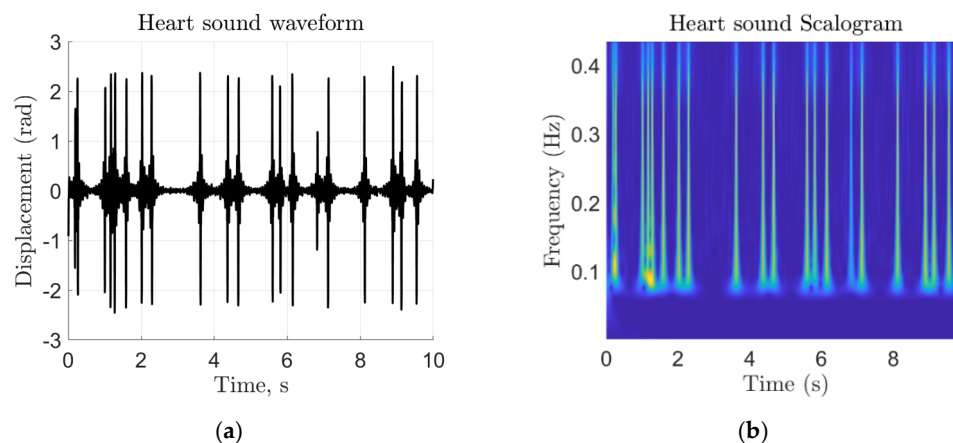 Heart sound waveform
Displacement (rad)
3
2
1
0
-1
-2
-3
0
2
4
6
8
10
Time, s
(a)
Heart sound Scalogram
Frequency (Hz)
0.4
0.3
0.2
0.1
0
2
4
6
8
Time (s)
(b)